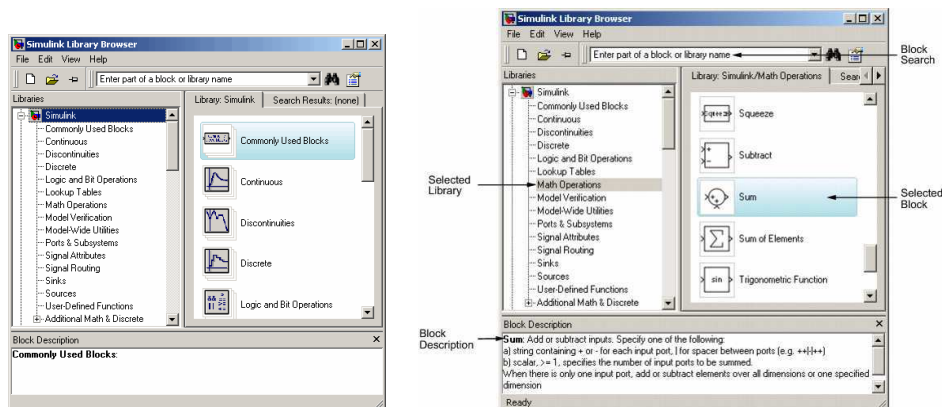 Simulink Library Browser
File Edit View Help
Enter part of a block or library name
Libraries
Library: Simulink
Search Results: (none)
Simulink
Commonly Used Blocks
Continuous
Discontinuities
Discrete
Logic and Bit Operations
Lookup Tables
Math Operations
Model Verification
Model-Wide Utilities
Ports & Subsystems
Signal Attributes
Signal Routing
Sinks
Sources
User-Defined Functions
Additional Math & Discrete
Commonly Used Blocks
Continuous
Discontinuities
Discrete
Logic and Bit Operations
Block Description
Commonly Used Blocks:
Simulink Library Browser
File Edit View Help
Enter part of a block or library name
Block
Search
Libraries
Library: Simulink/Math Operations
Simulink
Commonly Used Blocks
Continuous
Discontinuities
Discrete
Logic and Bit Operations
Lookup Tables
Math Operations
Model Verification
Model-Wide Utilities
Ports & Subsystems
Signal Attributes
Signal Routing
Sinks
Sources
User-Defined Functions
Additional Math & Discrete
Selected
Library
Squeeze
+
-
Subtract
Sum
Selected
Block
Σ
Sum of Elements
sin
Trigonometric Function
Block Description
Block
Description
Sum: Add or subtract inputs. Specify one of the following:
a) string containing + or - for each input port, | for spacer between ports (e.g. ++|-|++)
b) scalar, >= 1, specifies the number of input ports to be summed.
When there is only one input port, add or subtract elements over all dimensions or one specified
dimension
Ready